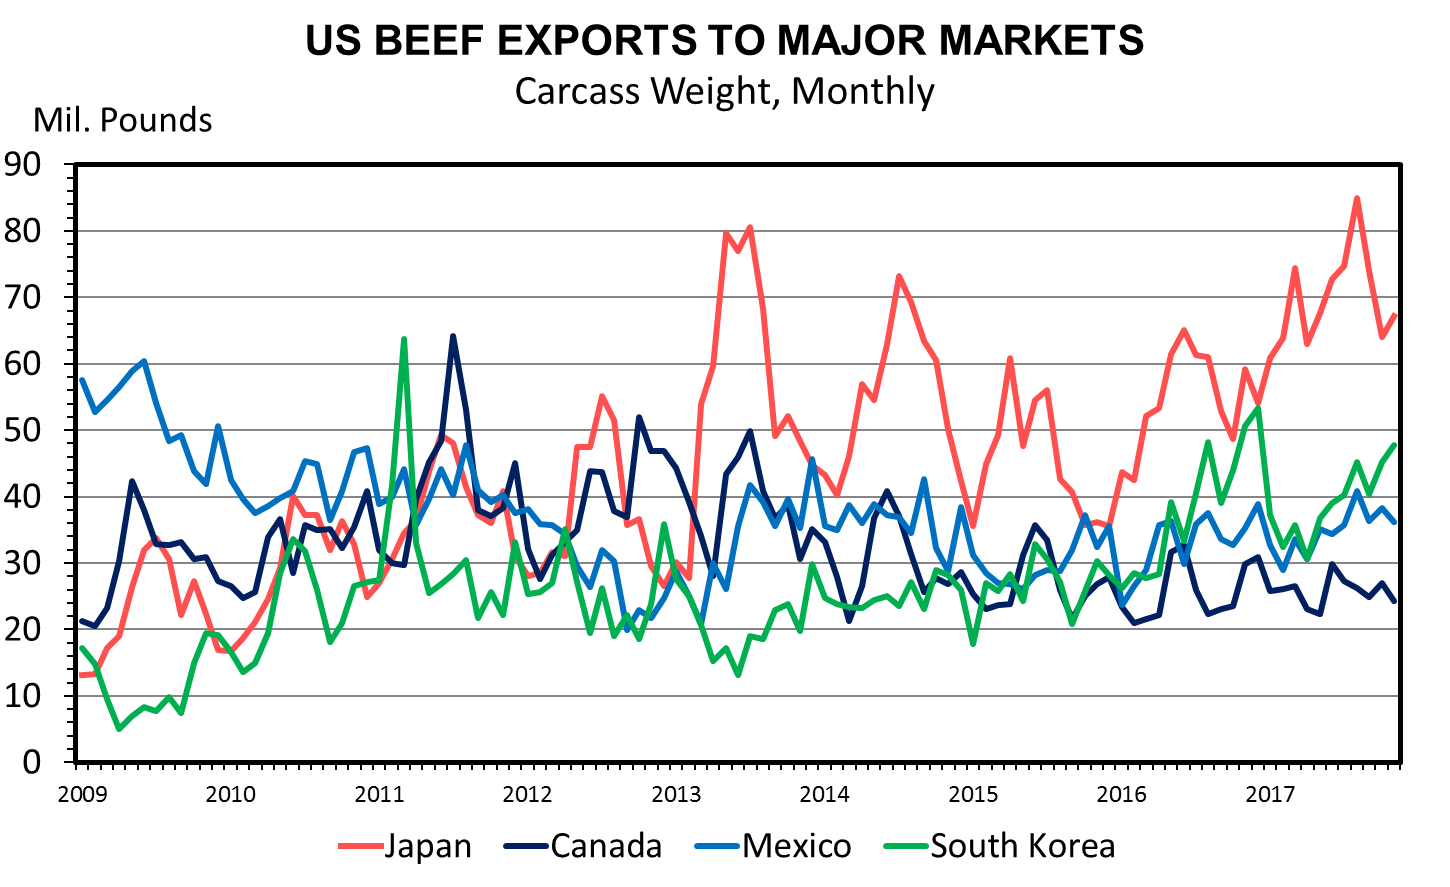 US BEEF EXPORTS TO MAJOR MARKETS
Carcass Weight, Monthly
Mil. Pounds
90
80
70
60
50
40
30
20
10
0
2009 2010 2011 2012 2013 2014 2015 2016 2017
Japan Canada Mexico South Korea